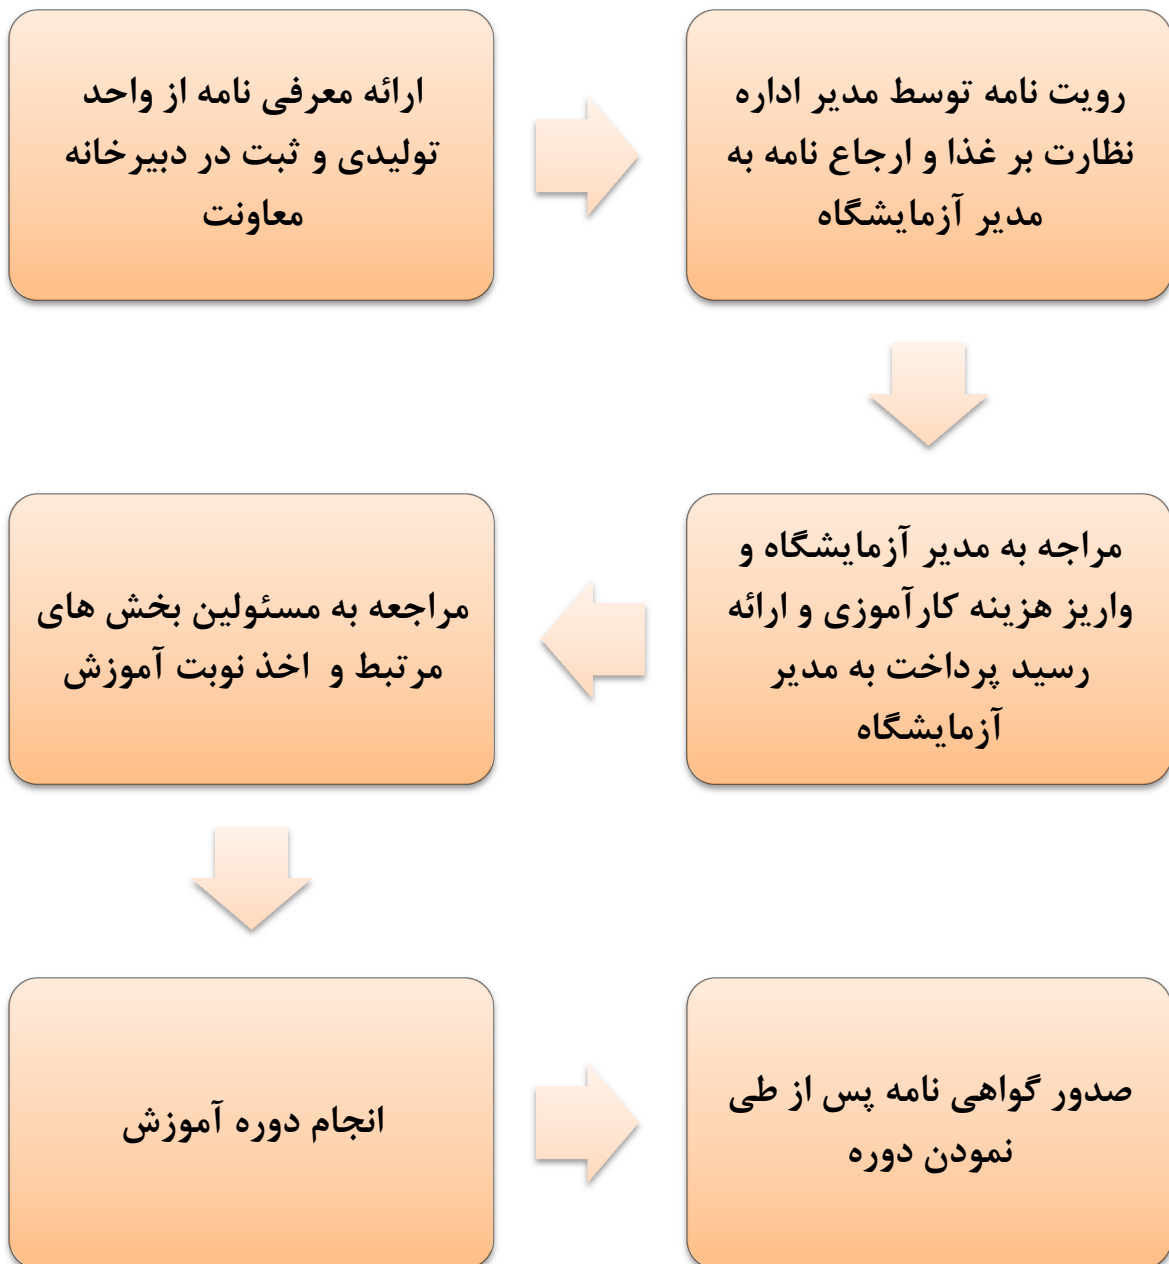 ارائه معرفی نامه از واحد
تولیدی و ثبت در دبیرخانه
معاونت
رویت نامه توسط مدیر اداره
نظارت بر غذا و ارجاع نامه به
مدیر آزمایشگاه
مراجه به مدیر آزمایشگاه و
واریز هزینه کارآموزی و ارائه
رسید پرداخت به مدیر
آزمایشگاه
مراجعه به مسئولین بخش های
مرتبط و اخذ نوبت آموزش
انجام دوره آموزش
صدور گواهی نامه پس از طی
نمودن دوره